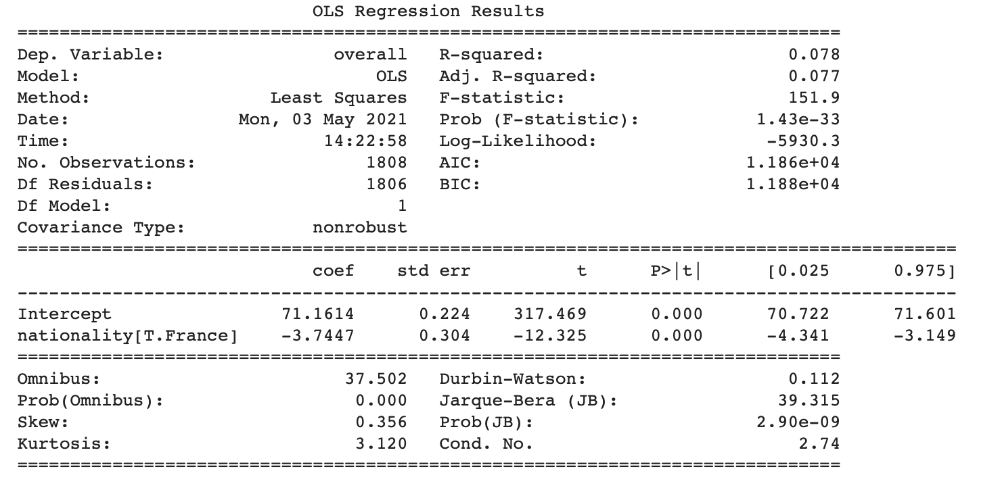 OLS Regression Results
==============================================================================
Dep. Variable:                overall   R-squared:                       0.078
Model:                            OLS   Adj. R-squared:                  0.077
Method:                 Least Squares   F-statistic:                     151.9
Date:                Mon, 03 May 2021   Prob (F-statistic):           1.43e-33
Time:                        14:22:58   Log-Likelihood:                -5930.3
No. Observations:                1808   AIC:                         1.186e+04
Df Residuals:                    1806   BIC:                         1.188e+04
Df Model:                           1
Covariance Type:            nonrobust
=========================================================================================
                            coef    std err          t      P>|t|      [0.025      0.975]
-----------------------------------------------------------------------------------------
Intercept                71.1614      0.224    317.469      0.000      70.722      71.601
nationality[T.France]    -3.7447      0.304    -12.325      0.000      -4.341      -3.149
==============================================================================
Omnibus:                       37.502   Durbin-Watson:                   0.112
Prob(Omnibus):                  0.000   Jarque-Bera (JB):               39.315
Skew:                           0.356   Prob(JB):                     2.90e-09
Kurtosis:                       3.120   Cond. No.                         2.74
==============================================================================